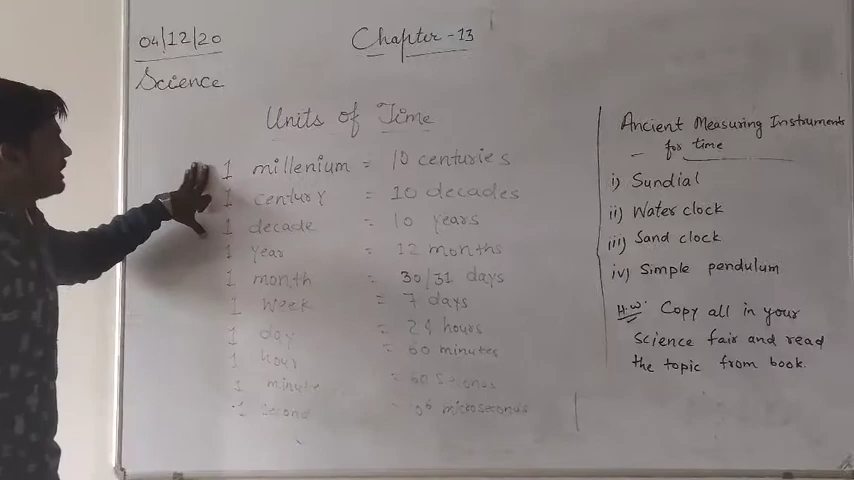 04/12/20
Science
Chapter - 13
Units of Time
1 millenium = 10 centuries
1 century = 10 decades
1 decade = 10 years
1 year = 12 months
1 month = 30/31 days
1 week = 7 days
1 day = 24 hours
1 hour = 60 minutes
1 minute = 60 seconds
1 second microseconds
Ancient Measuring Instruments
for time
i) Sundial
ii) Water clock
iii) Sand clock
iv) Simple pendulum
H.W: Copy all in your
science fair and read
the topic from book.